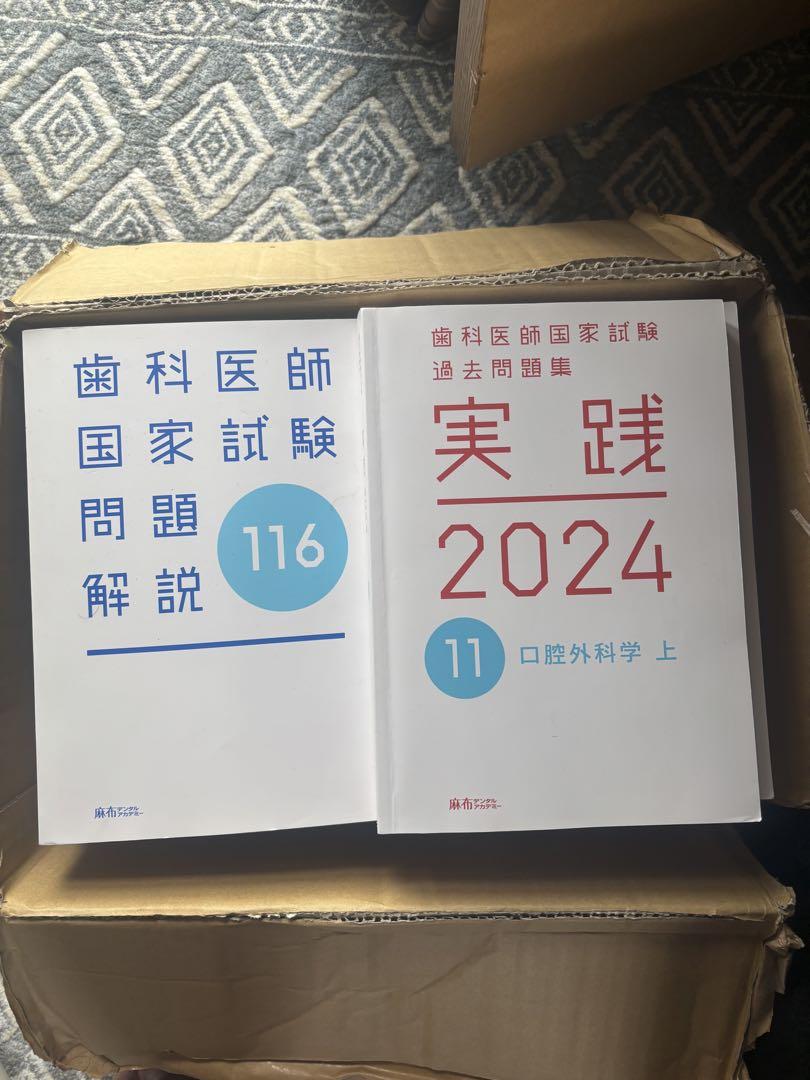 歯科医師
国家試験
問題
解説
116
麻布デンタルアカデミー
歯科医師国家試験
過去問題集
実践
2024
11 口腔外科学 上
麻布デンタルアカデミー